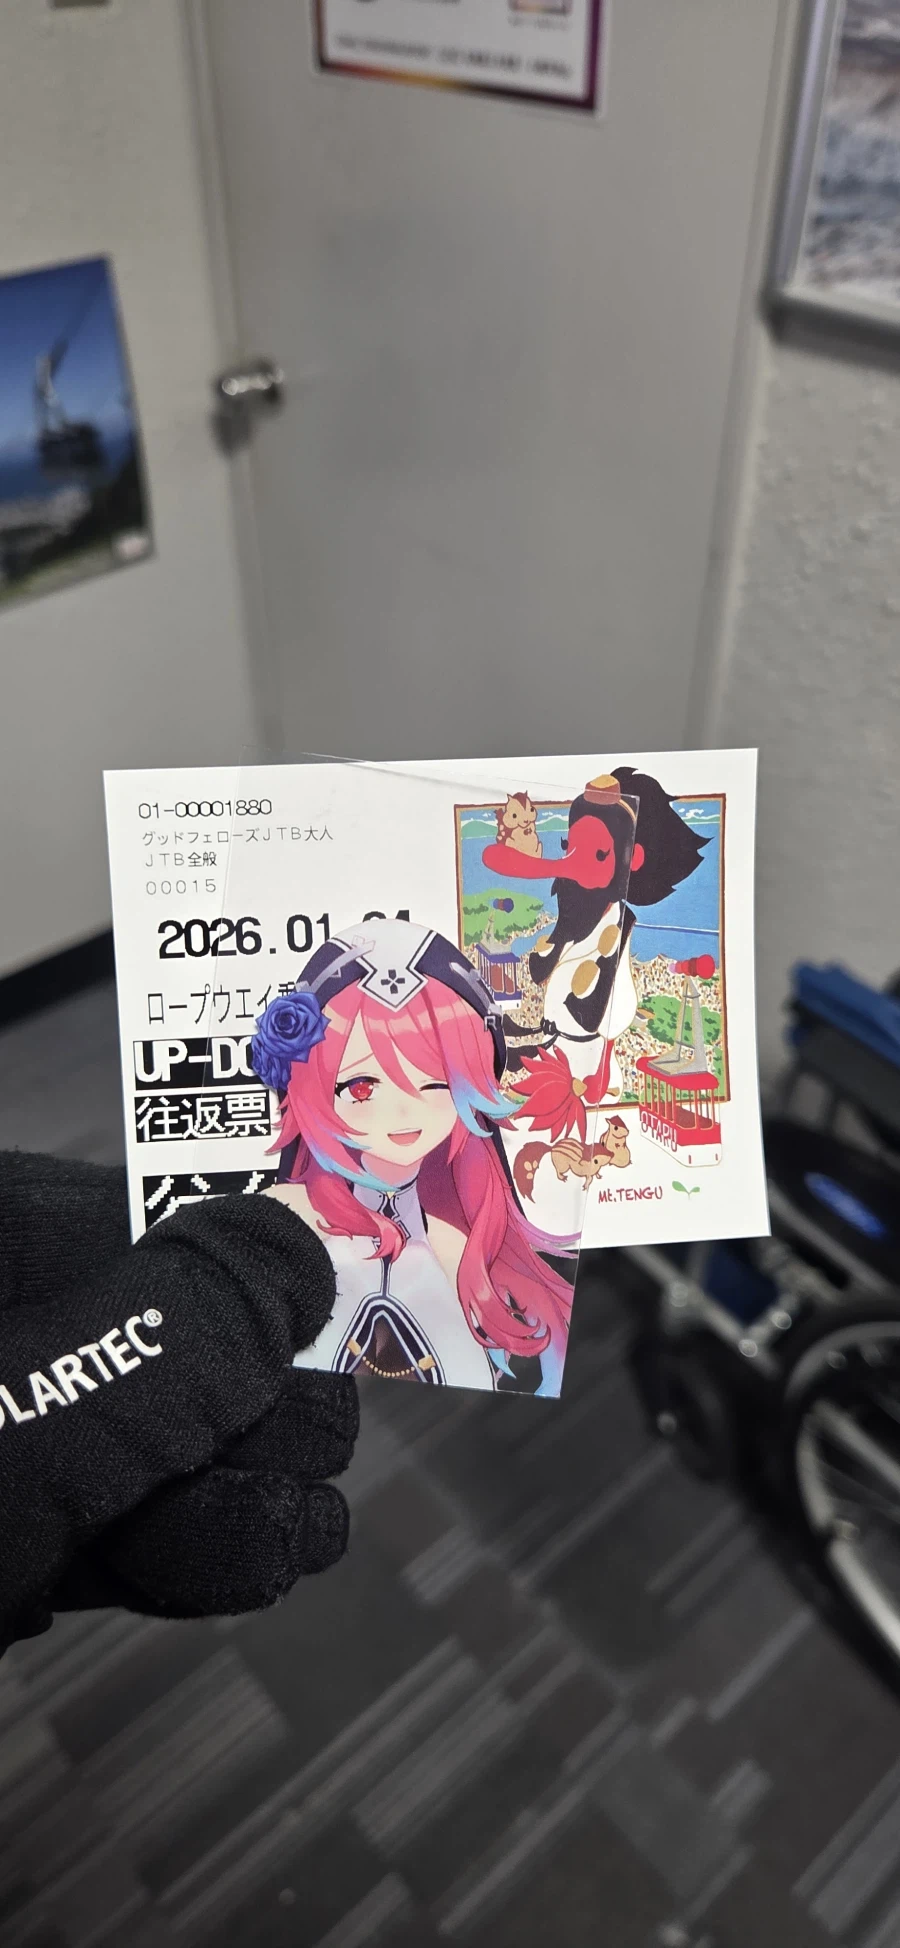 01-00001880
グッドフェローズJTB大人
JTB全般
00015
2026.01
ロープウエイ
UP-DO
往返票
OTARU
Mt.TENGU
LARTEC®